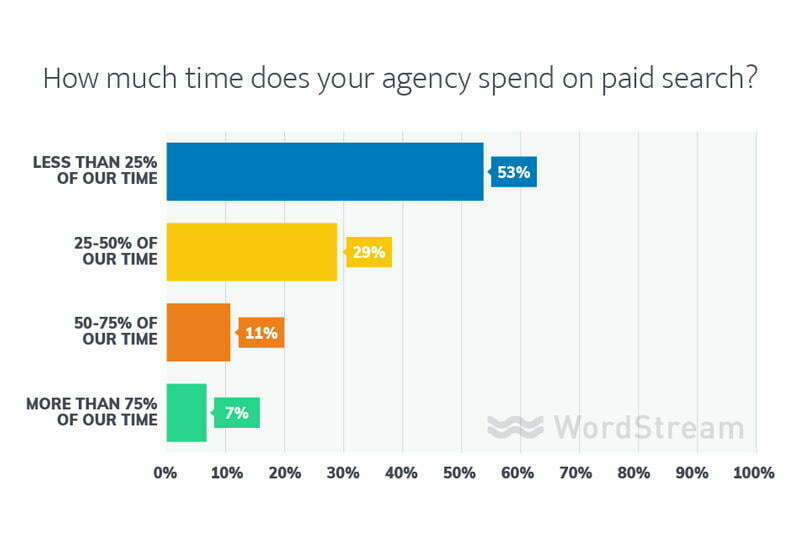 How much time does your agency spend on paid search?
LESS THAN 25%
OF OUR TIME
53%
25-50% OF
OUR TIME
29%
50-75% OF
OUR TIME
11%
MORE THAN 75%
OF OUR TIME
7%
WordStream
0% 10% 20% 30% 40% 50% 60% 70% 80% 90% 100%